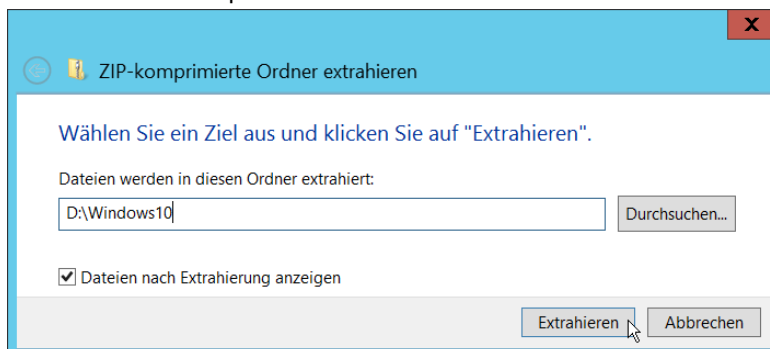 ZIP-komprimierte Ordner extrahieren
Wählen Sie ein Ziel aus und klicken Sie auf "Extrahieren".
Dateien werden in diesen Ordner extrahiert:
D:\Windows10
Durchsuchen...
Dateien nach Extrahierung anzeigen
Extrahieren
Abbrechen